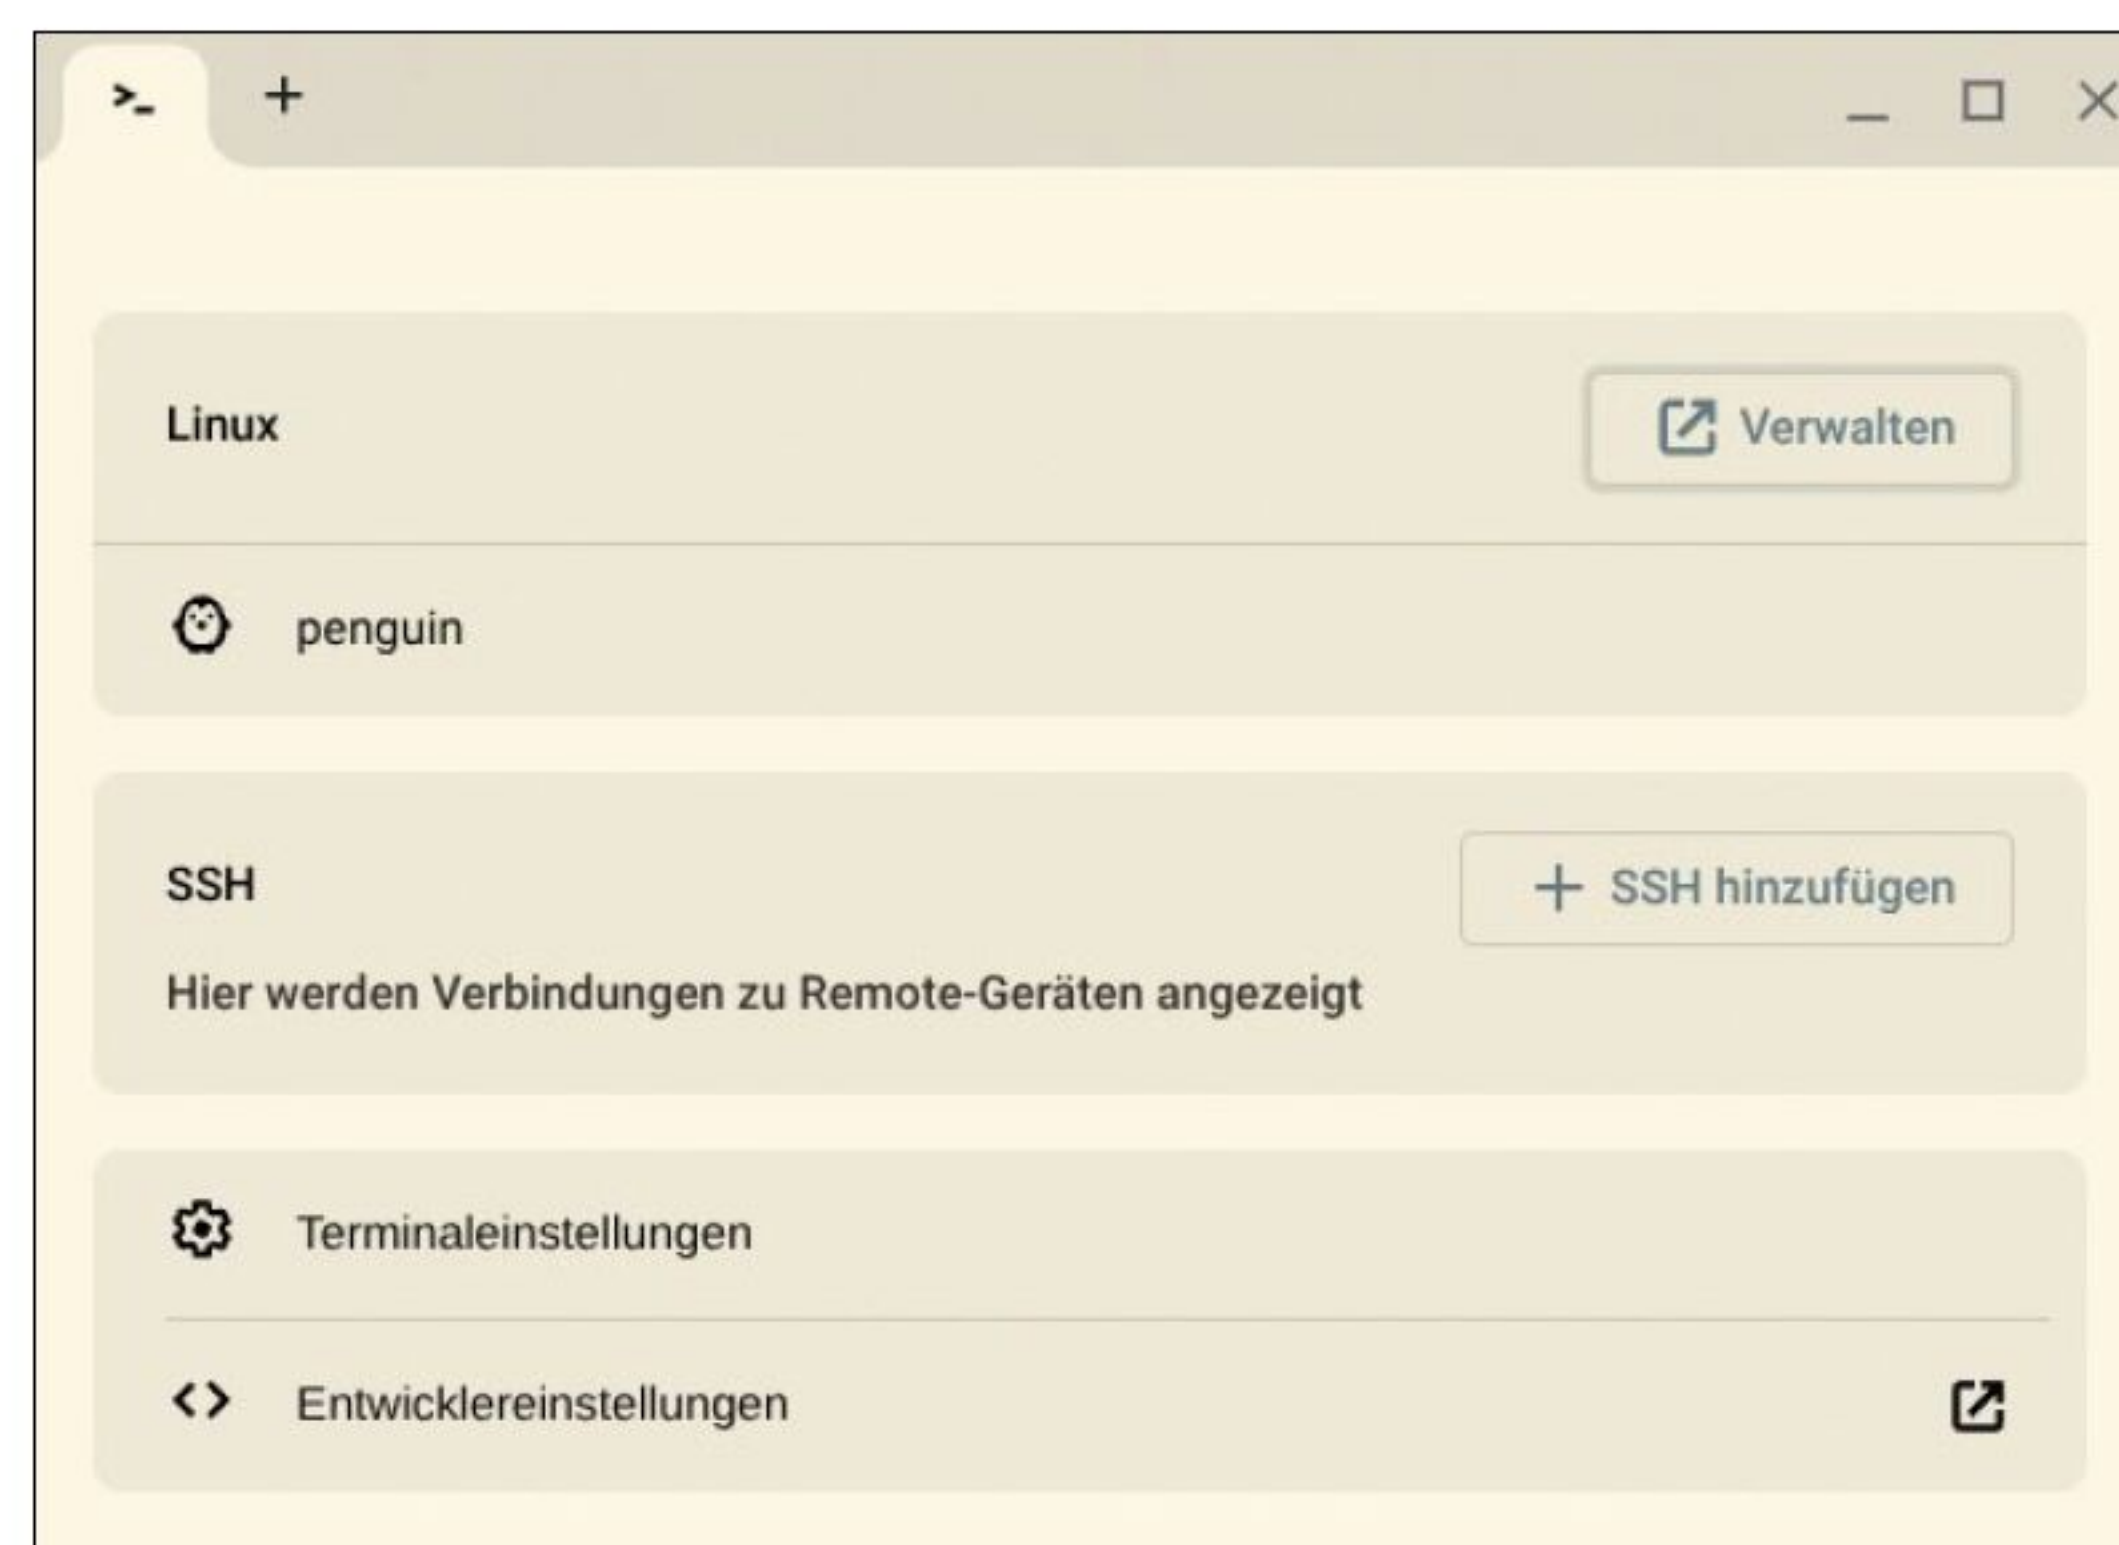 Linux
Verwalten
penguin
SSH
SSH hinzufügen
Hier werden Verbindungen zu Remote-Geräten angezeigt
Terminaleinstellungen
Entwicklereinstellungen